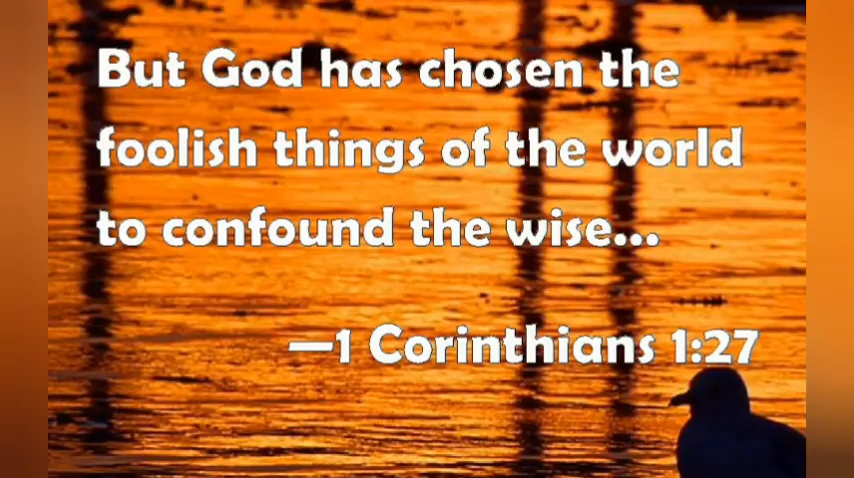 But God has chosen the
foolish things of the world
to confound the wise...
—1 Corinthians 1:27